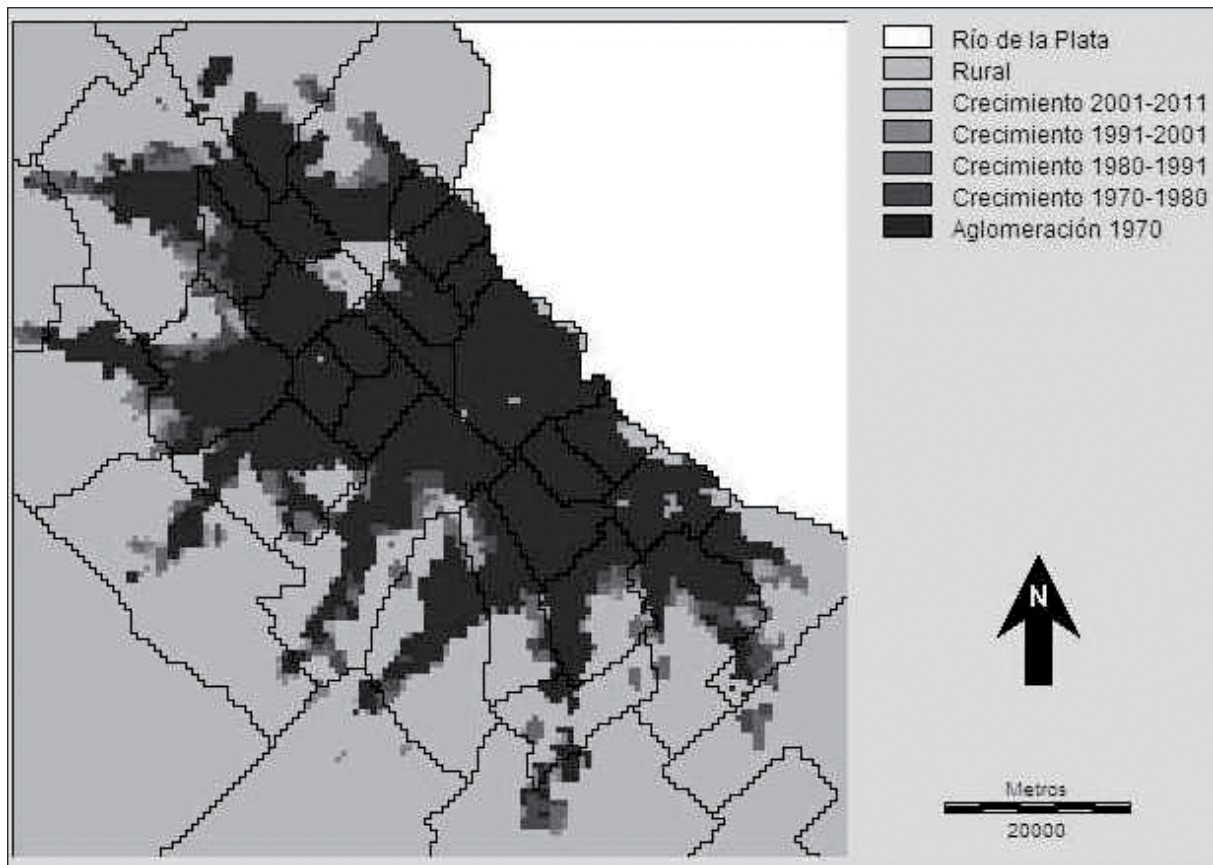 Río de la Plata
Rural
Crecimiento 2001-2011
Crecimiento 1991-2001
Crecimiento 1980-1991
Crecimiento 1970-1980
Aglomeración 1970
N
Metros
20000